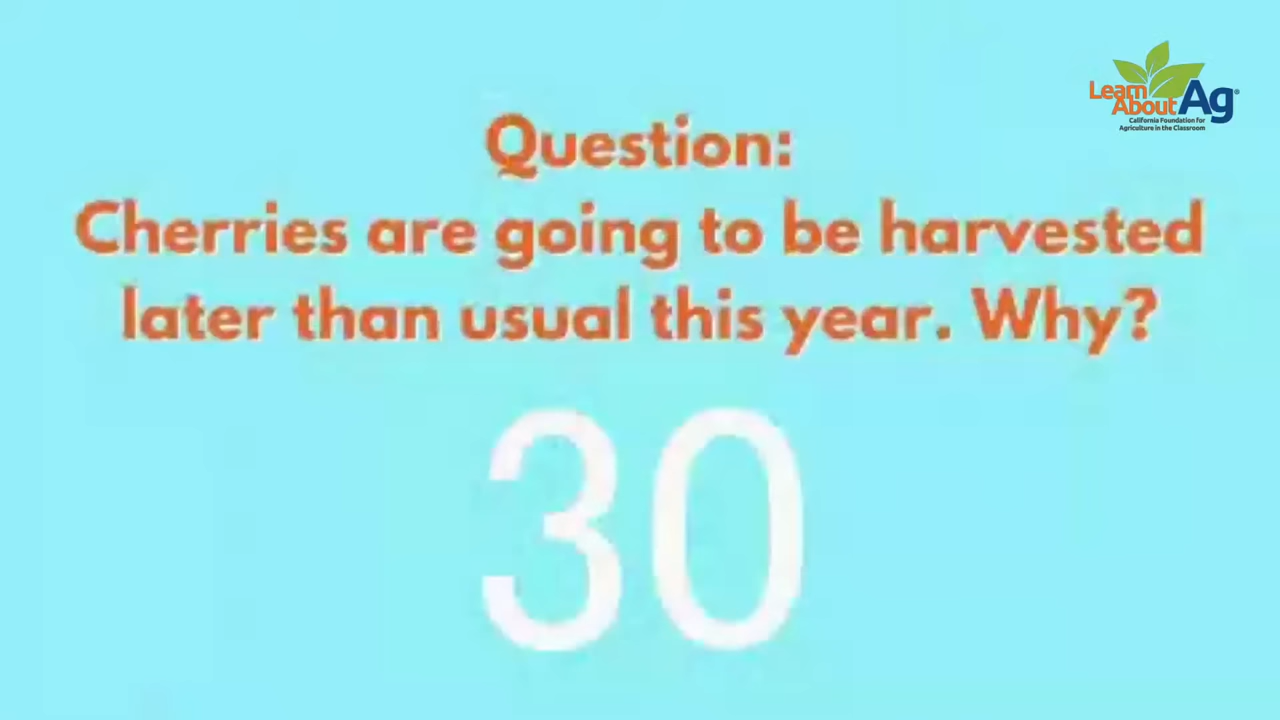 Learn
About Ag®
California Foundation for
Agriculture in the Classroom
Question:
Cherries are going to be harvested
later than usual this year. Why?
30